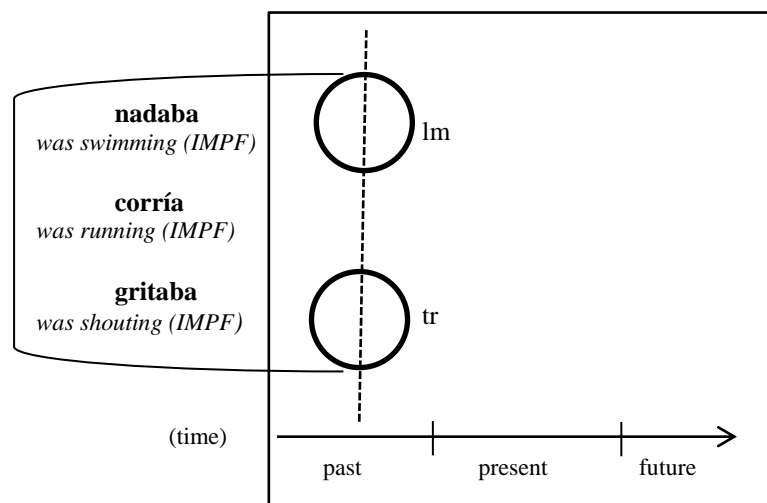 nadaba
was swimming (IMPF)
lm
corría
was running (IMPF)
gritaba
was shouting (IMPF)
tr
(time)
past present future